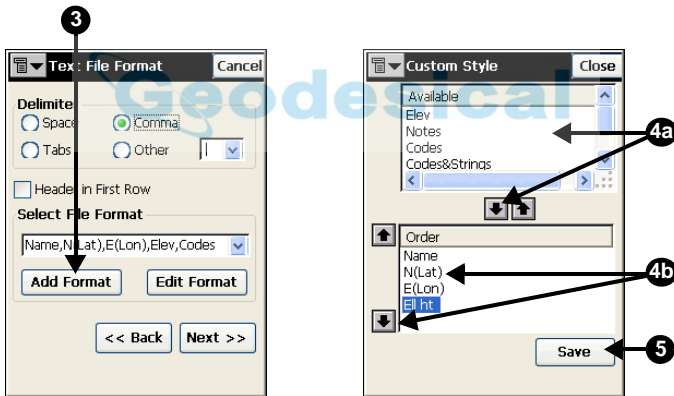 3
Text File Format Cancel
Delimiter
Space Comma
Tabs Other
Header in First Row
Select File Format
Name,N(Lat),E(Lon),Elev,Codes
Add Format Edit Format
<< Back Next >>
Geodesical
Custom Style Close
Available
Elev
Notes
Codes
Codes&Strings
4a
Order
Name
N(Lat)
E(Lon)
Ell ht
4b
Save
5